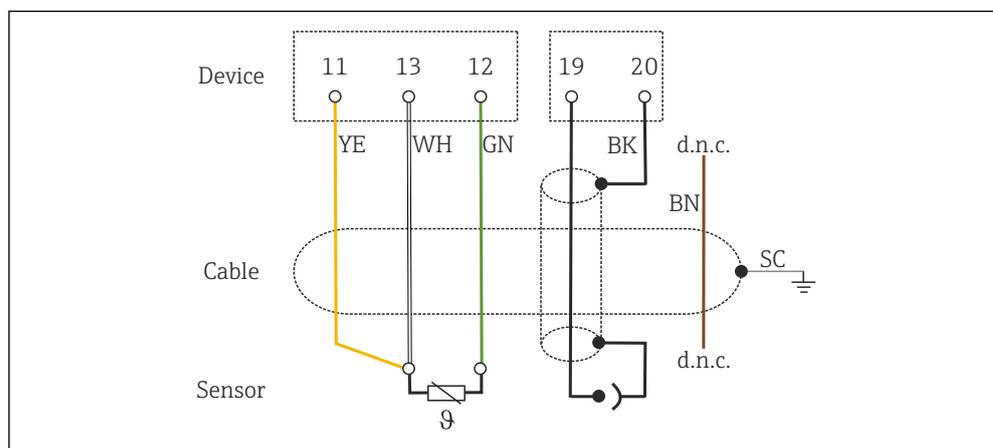 Device 11 13 12 19 20
YE WH GN BK d.n.c.
BN
Cable SC
d.n.c.
Sensor
ϑ